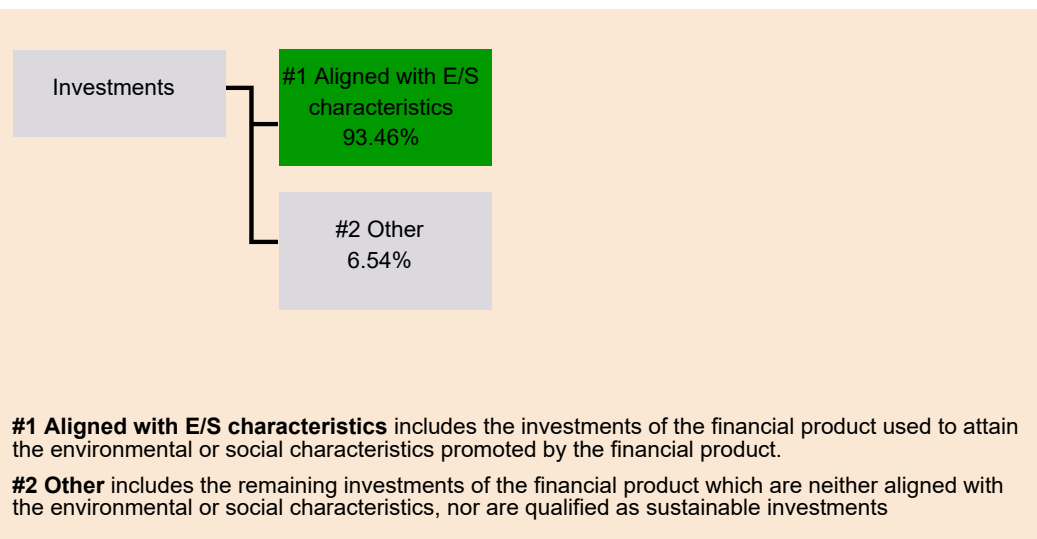 Investments
#1 Aligned with E/S
characteristics
93.46%
#2 Other
6.54%
#1 Aligned with E/S characteristics includes the investments of the financial product used to attain
the environmental or social characteristics promoted by the financial product.
#2 Other includes the remaining investments of the financial product which are neither aligned with
the environmental or social characteristics, nor are qualified as sustainable investments